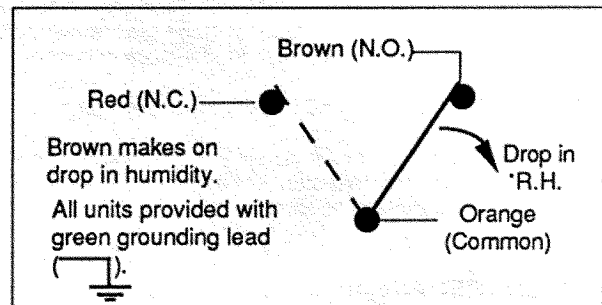 Brown (N.O.)
Red (N.C.)
Brown makes on
drop in humidity.
Drop in
*R.H.
All units provided with
green grounding lead
( ).
Orange
(Common)